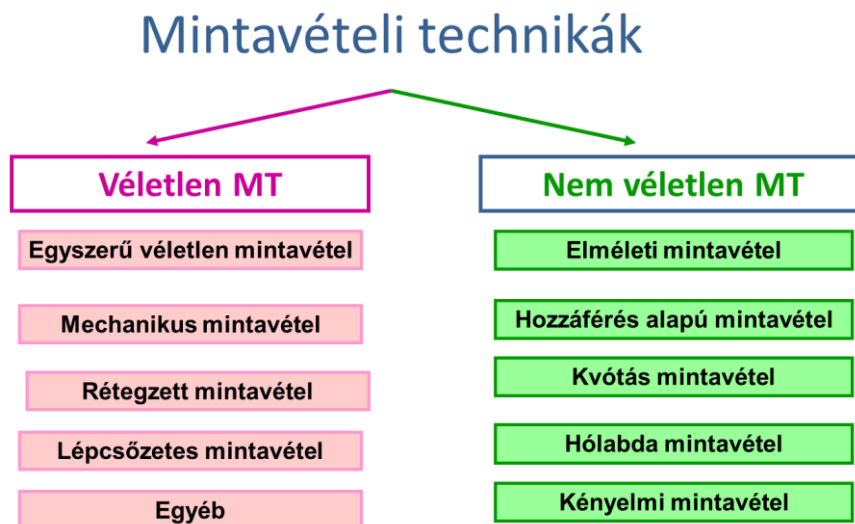 Mintavételi technikák
Véletlen MT
Egyszerű véletlen mintavétel
Mechanikus mintavétel
Rétegzett mintavétel
Lépcsőzetes mintavétel
Egyéb
Nem véletlen MT
Elméleti mintavétel
Hozzáférés alapú mintavétel
Kvótás mintavétel
Hólabda mintavétel
Kényelmi mintavétel